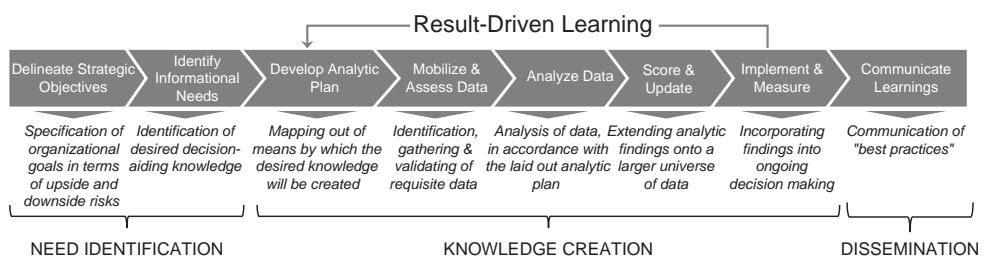 Result-Driven Learning
Delineate Strategic
Objectives
Identify
Informational
Needs
Develop Analytic
Plan
Mobilize &
Assess Data
Analyze Data
Score &
Update
Implement &
Measure
Communicate
Learnings
Specification of
organizational
goals in terms
of upside and
downside risks
Identification of
desired decision-
aiding knowledge
Mapping out of
means by which the
desired knowledge
will be created
Identification,
gathering &
validating of
requisite data
Analysis of data,
in accordance with
the laid out analytic
plan
Extending analytic
findings onto a
larger universe
of data
Incorporating
findings into
ongoing
decision making
Communication of
"best practices"
NEED IDENTIFICATION
KNOWLEDGE CREATION
DISSEMINATION